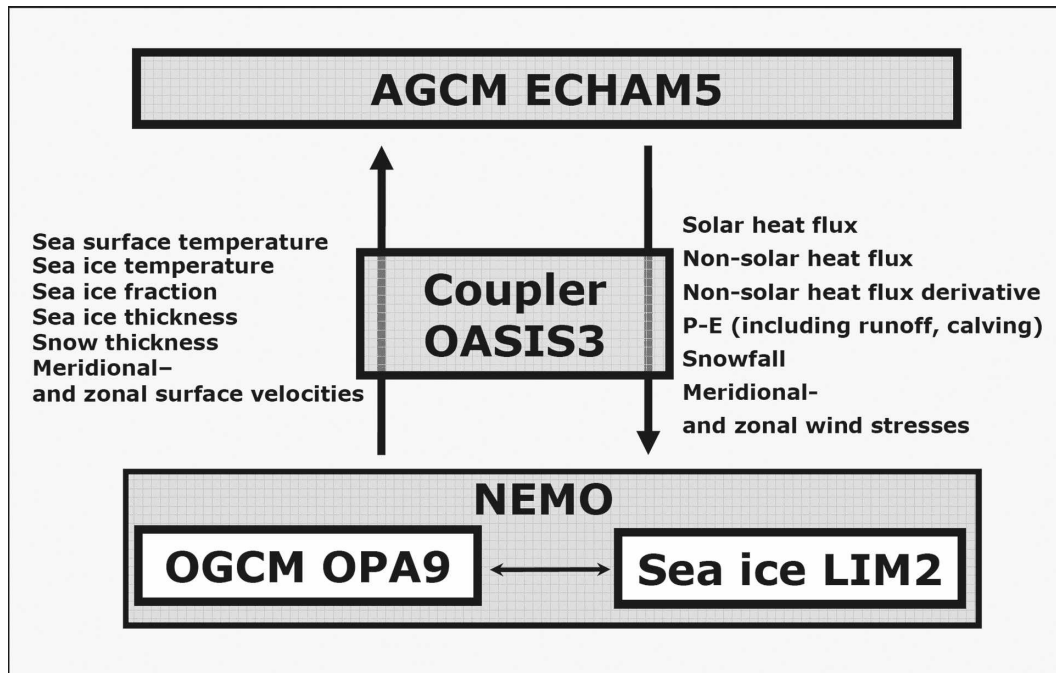 AGCM ECHAM5
Sea surface temperature
Sea ice temperature
Sea ice fraction
Sea ice thickness
Snow thickness
Meridional–
and zonal surface velocities
Coupler
OASIS3
Solar heat flux
Non-solar heat flux
Non-solar heat flux derivative
P-E (including runoff, calving)
Snowfall
Meridional-
and zonal wind stresses
NEMO
OGCM OPA9
Sea ice LIM2